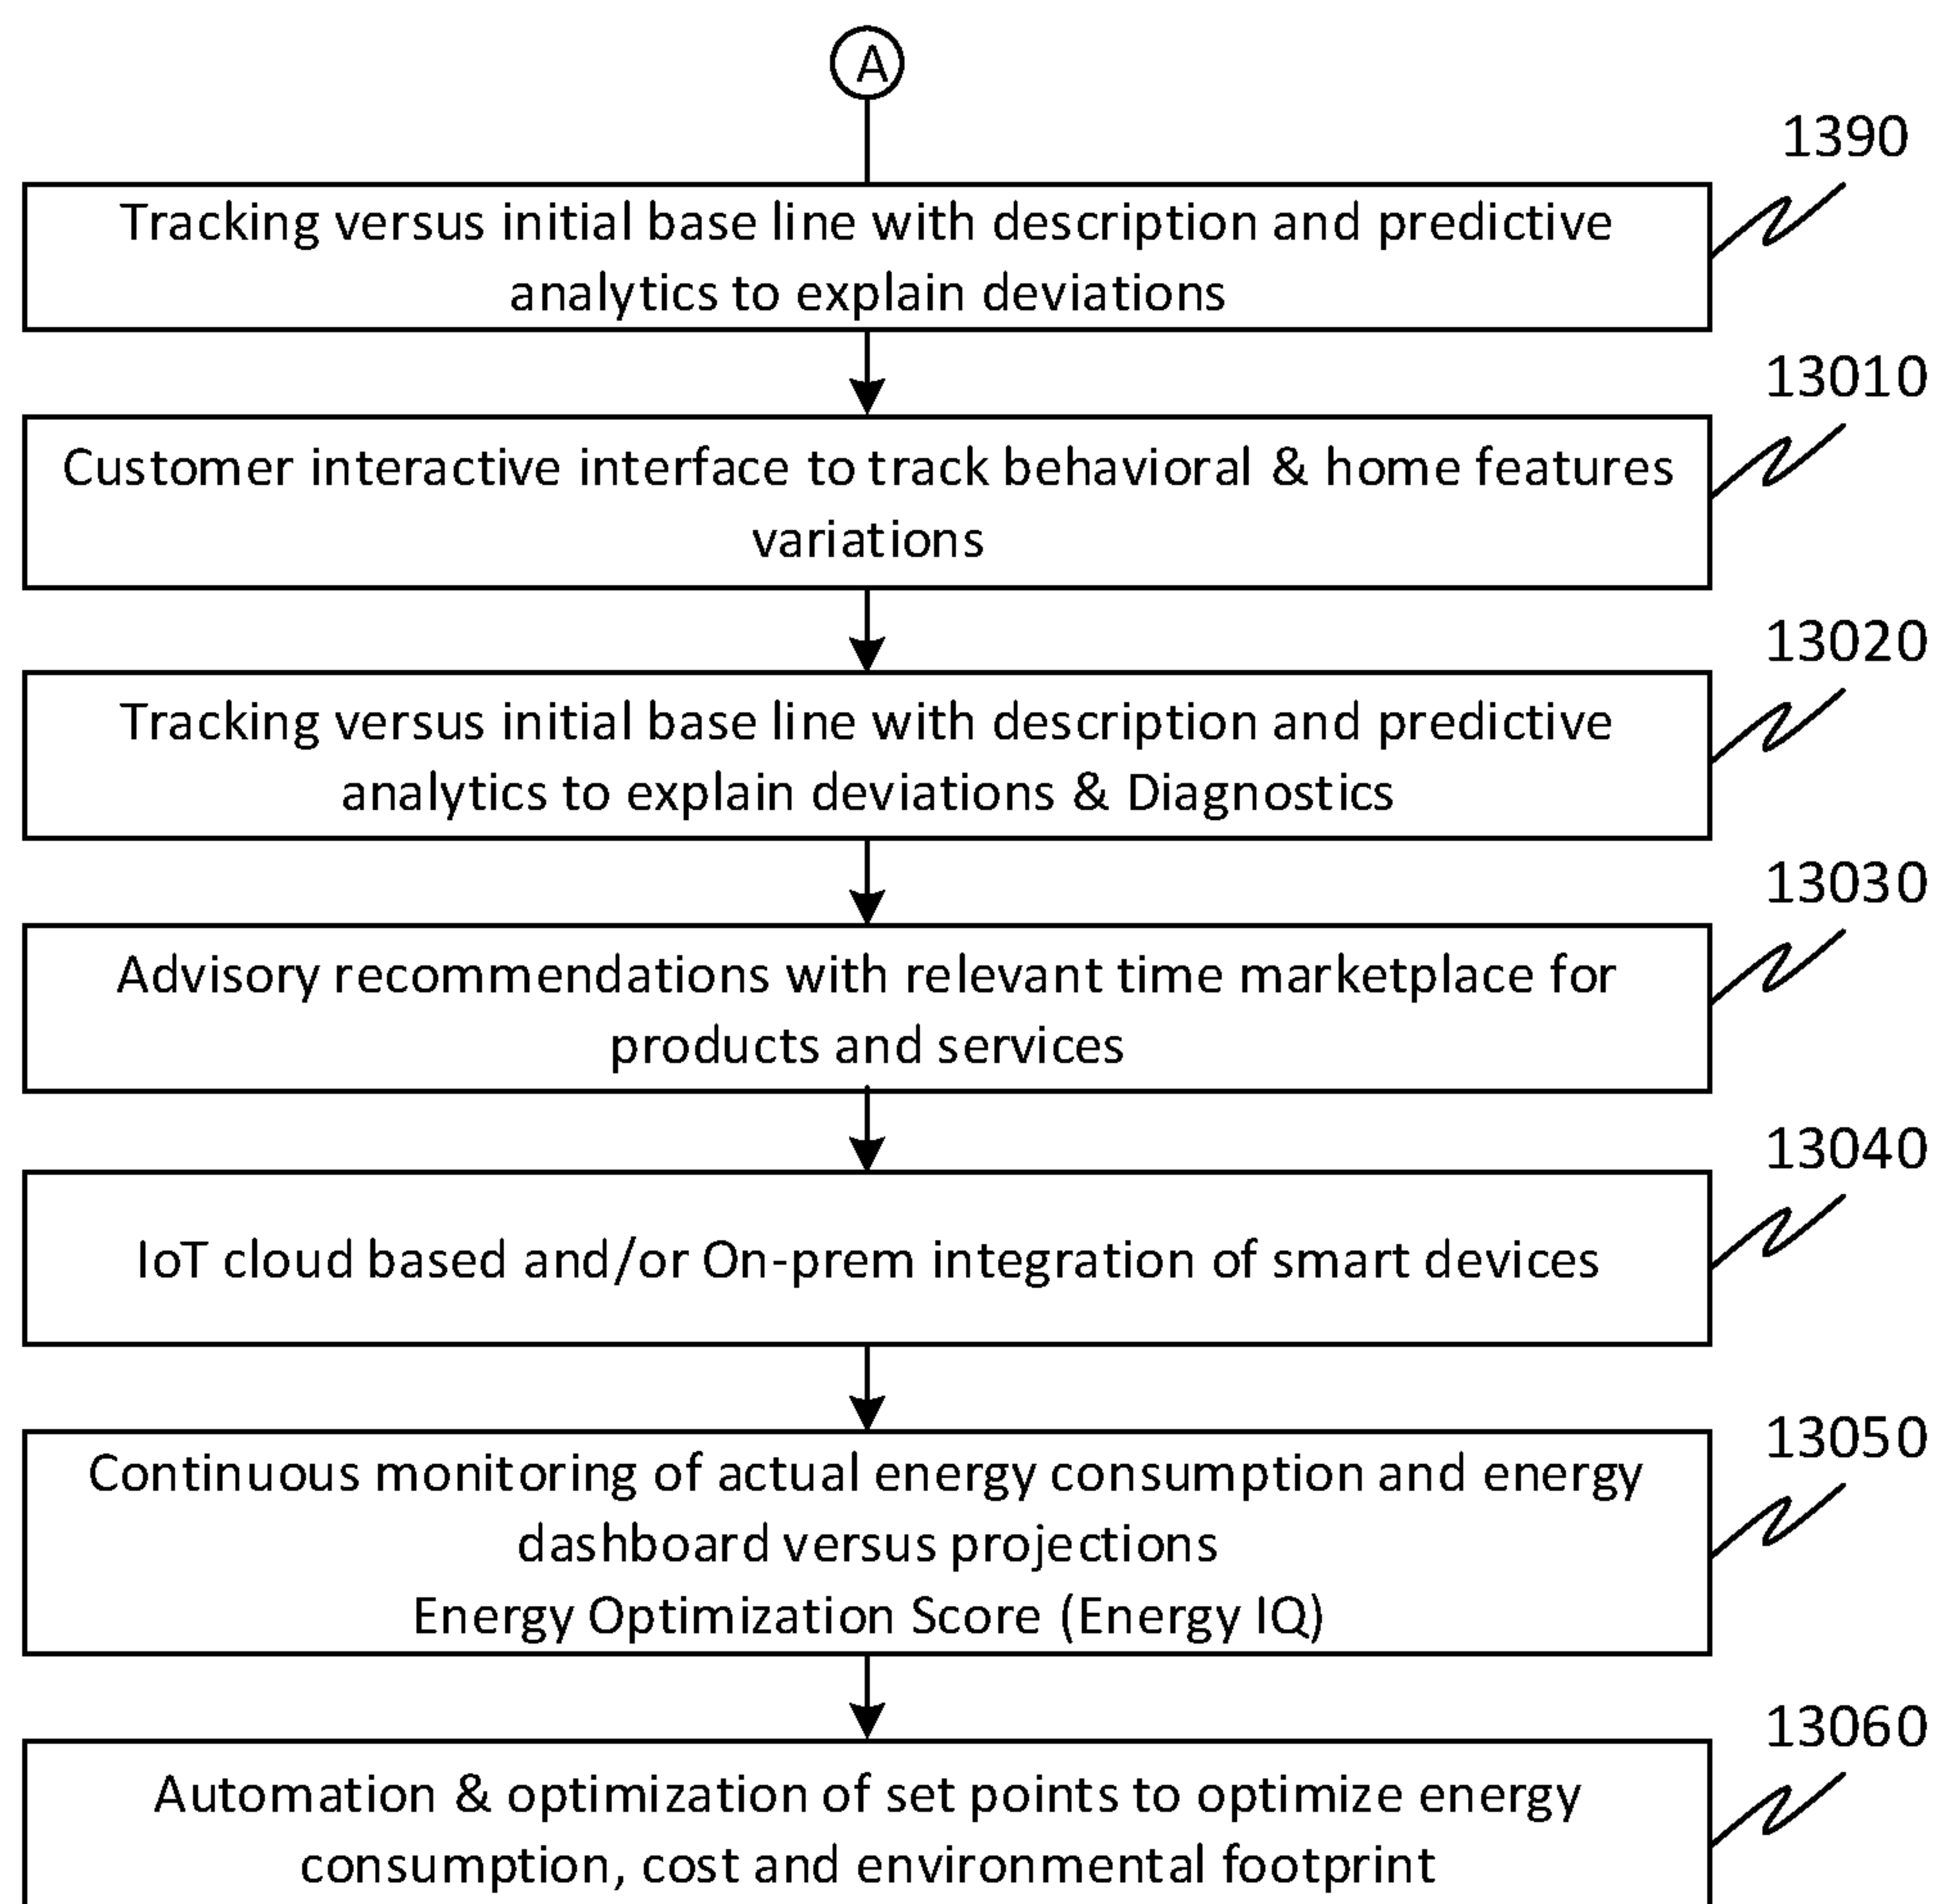 A
1390
Tracking versus initial base line with description and predictive
analytics to explain deviations
13010
Customer interactive interface to track behavioral & home features
variations
13020
Tracking versus initial base line with description and predictive
analytics to explain deviations & Diagnostics
13030
Advisory recommendations with relevant time marketplace for
products and services
13040
IoT cloud based and/or On-prem integration of smart devices
13050
Continuous monitoring of actual energy consumption and energy
dashboard versus projections
Energy Optimization Score (Energy IQ)
13060
Automation & optimization of set points to optimize energy
consumption, cost and environmental footprint